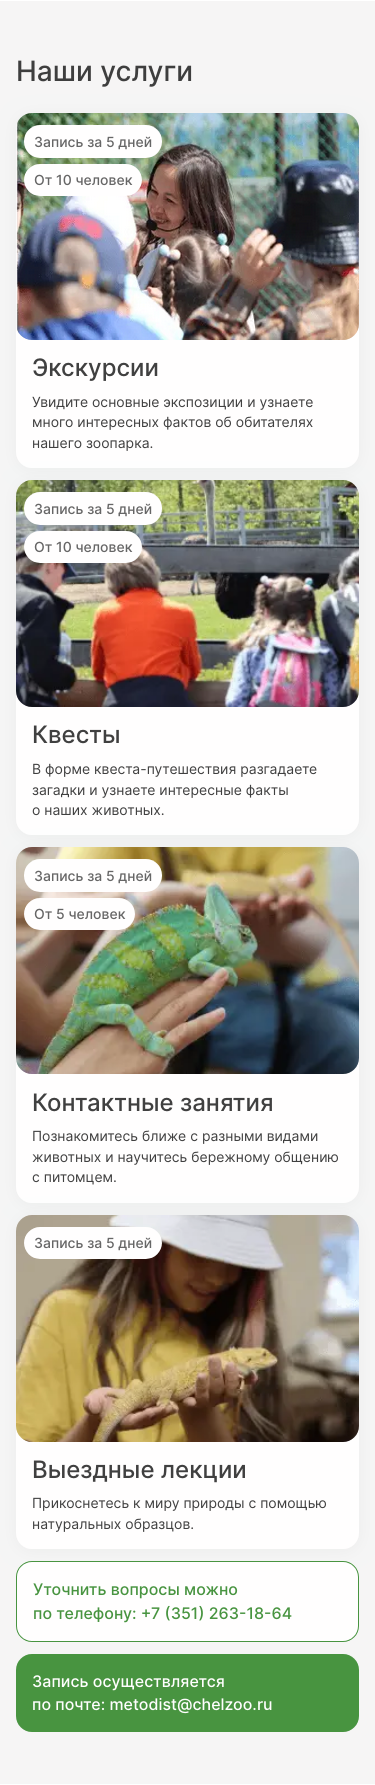 Наши услуги
Запись за 5 дней
От 10 человек
Экскурсии
Увидите основные экспозиции и узнаете
много интересных фактов об обитателях
нашего зоопарка.
Запись за 5 дней
От 10 человек
Квесты
В форме квеста-путешествия разгадаете
загадки и узнаете интересные факты
о наших животных.
Запись за 5 дней
От 5 человек
Контактные занятия
Познакомитесь ближе с разными видами
животных и научитесь бережному общению
с питомцем.
Запись за 5 дней
Выездные лекции
Прикоснетесь к миру природы с помощью
натуральных образцов.
Уточнить вопросы можно
по телефону: +7 (351) 263-18-64
Запись осуществляется
по почте: metodist@chelzoo.ru